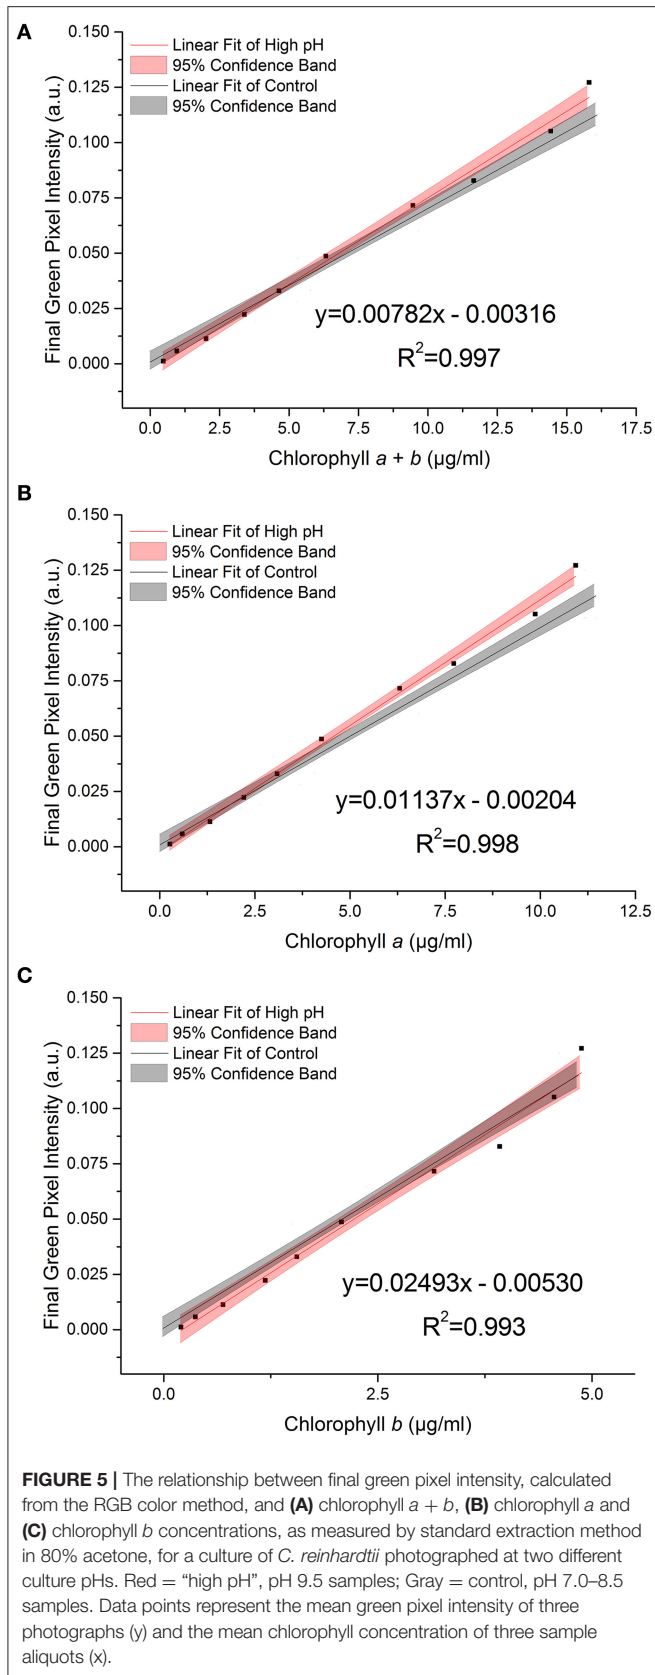 A
Linear Fit of High pH
95% Confidence Band
Linear Fit of Control
95% Confidence Band
Final Green Pixel Intensity (a.u.)
0.150
0.125
0.100
0.075
0.050
0.025
0.000
y=0.00782x - 0.00316
R²=0.997
0.0 2.5 5.0 7.5 10.0 12.5 15.0 17.5
Chlorophyll a + b (µg/ml)
B
Linear Fit of High pH
95% Confidence Band
Linear Fit of Control
95% Confidence Band
Final Green Pixel Intensity (a.u.)
0.150
0.125
0.100
0.075
0.050
0.025
0.000
y=0.01137x - 0.00204
R²=0.998
0.0 2.5 5.0 7.5 10.0 12.5
Chlorophyll a (µg/ml)
C
Linear Fit of High pH
95% Confidence Band
Linear Fit of Control
95% Confidence Band
Final Green Pixel Intensity (a.u.)
0.150
0.125
0.100
0.075
0.050
0.025
0.000
y=0.02493x - 0.00530
R²=0.993
0.0 2.5 5.0
Chlorophyll b (µg/ml)
FIGURE 5 | The relationship between final green pixel intensity, calculated
from the RGB color method, and (A) chlorophyll a + b, (B) chlorophyll a and
(C) chlorophyll b concentrations, as measured by standard extraction method
in 80% acetone, for a culture of C. reinhardtii photographed at two different
culture pHs. Red = “high pH”, pH 9.5 samples; Gray = control, pH 7.0–8.5
samples. Data points represent the mean green pixel intensity of three
photographs (y) and the mean chlorophyll concentration of three sample
aliquots (x).